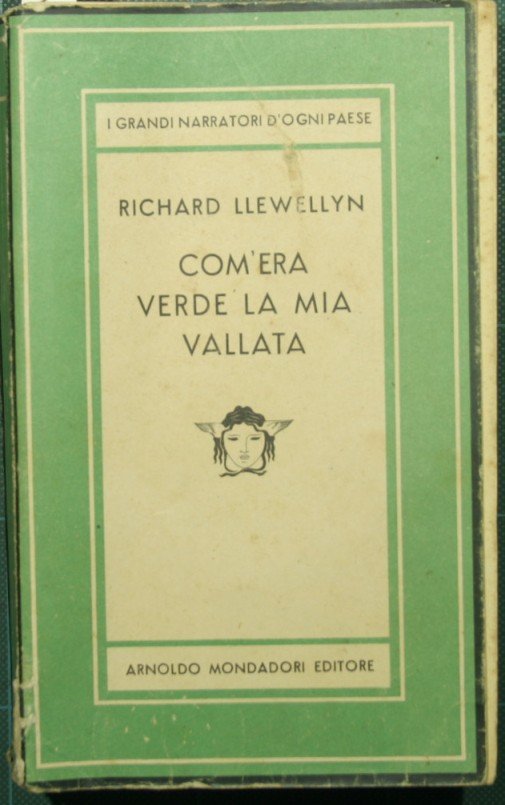 I GRANDI NARRATORI D'OGNI PAESE
RICHARD LLEWELLYN
COM'ERA
VERDE LA MIA
VALLATA
ARNOLDO MONDADORI EDITORE